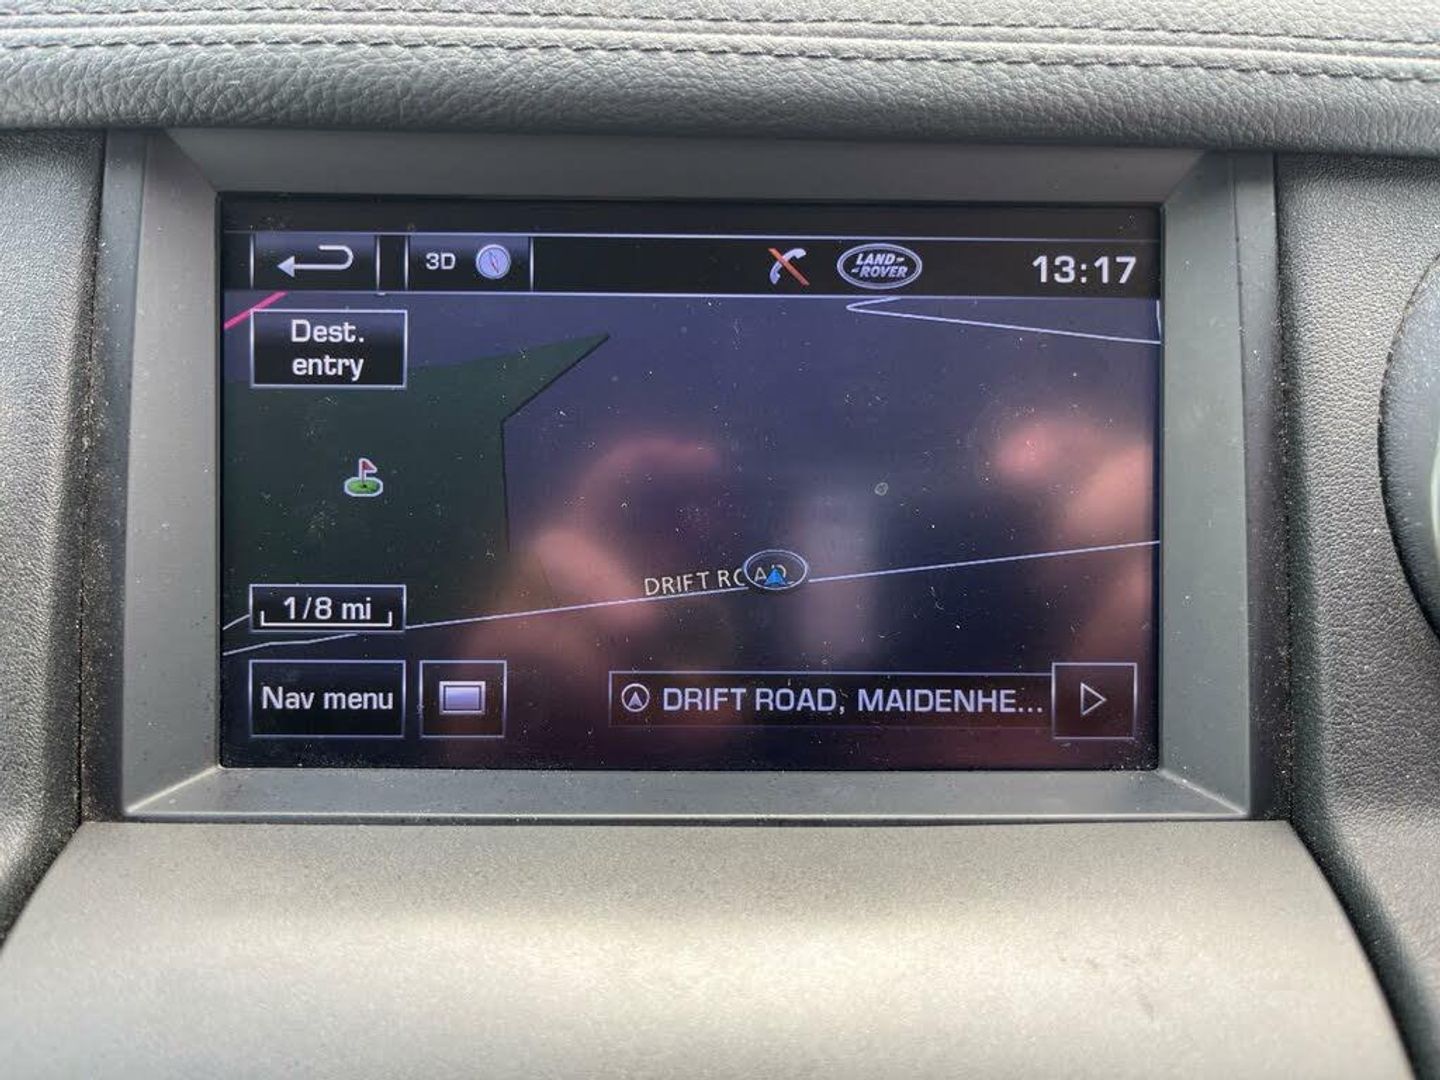 3D
LAND-
-ROVER
13:17
Dest.
entry
DRIFT ROAD
1/8 mi
Nav menu
DRIFT ROAD, MAIDENHE...